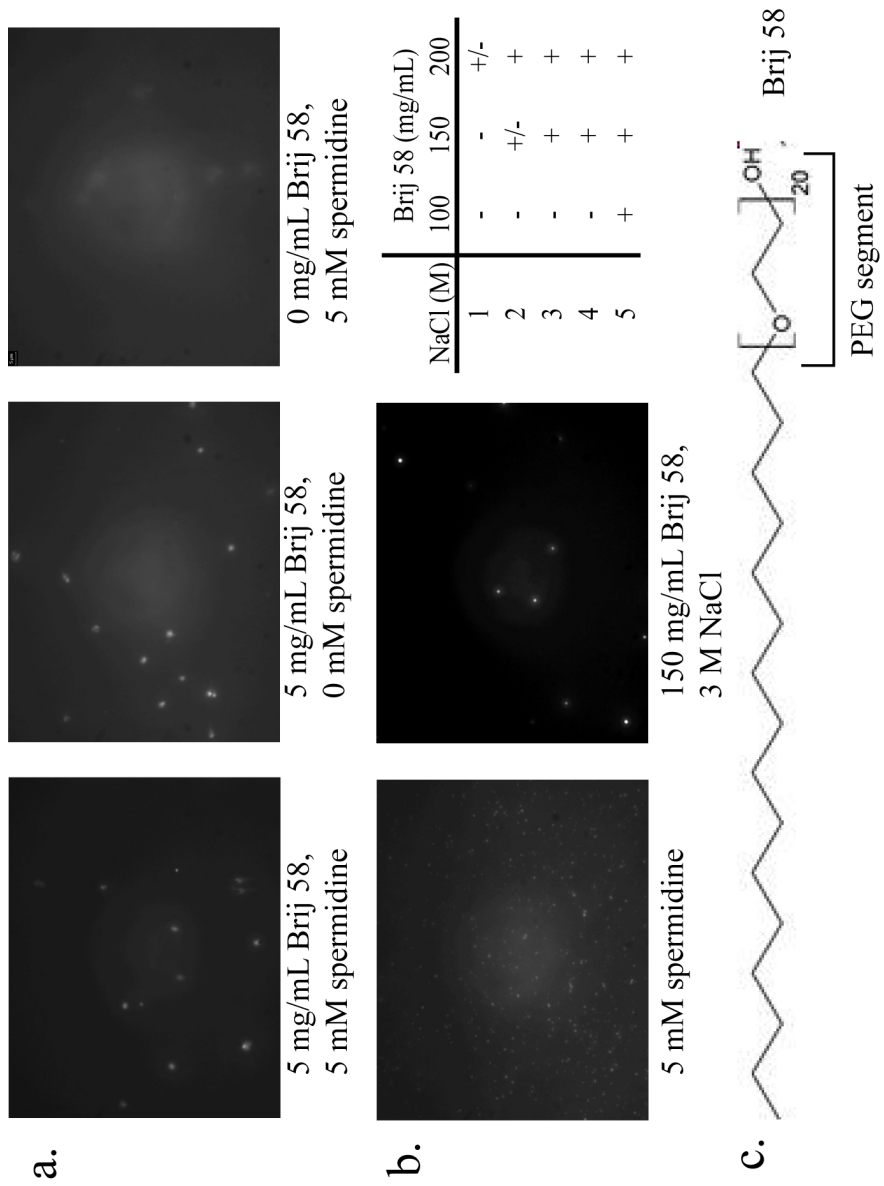 a.
5 mg/mL Brij 58,
5 mM spermidine
5 mg/mL Brij 58,
0 mM spermidine
0 mg/mL Brij 58,
5 mM spermidine
b.
5 mM spermidine
150 mg/mL Brij 58,
3 M NaCl
Brij 58 (mg/mL)
NaCl (M) 100 150 200
1 - - +/-
2 - +/- +
3 - + +
4 - + +
5 + + +
c.
O
OH
20
PEG segment
Brij 58